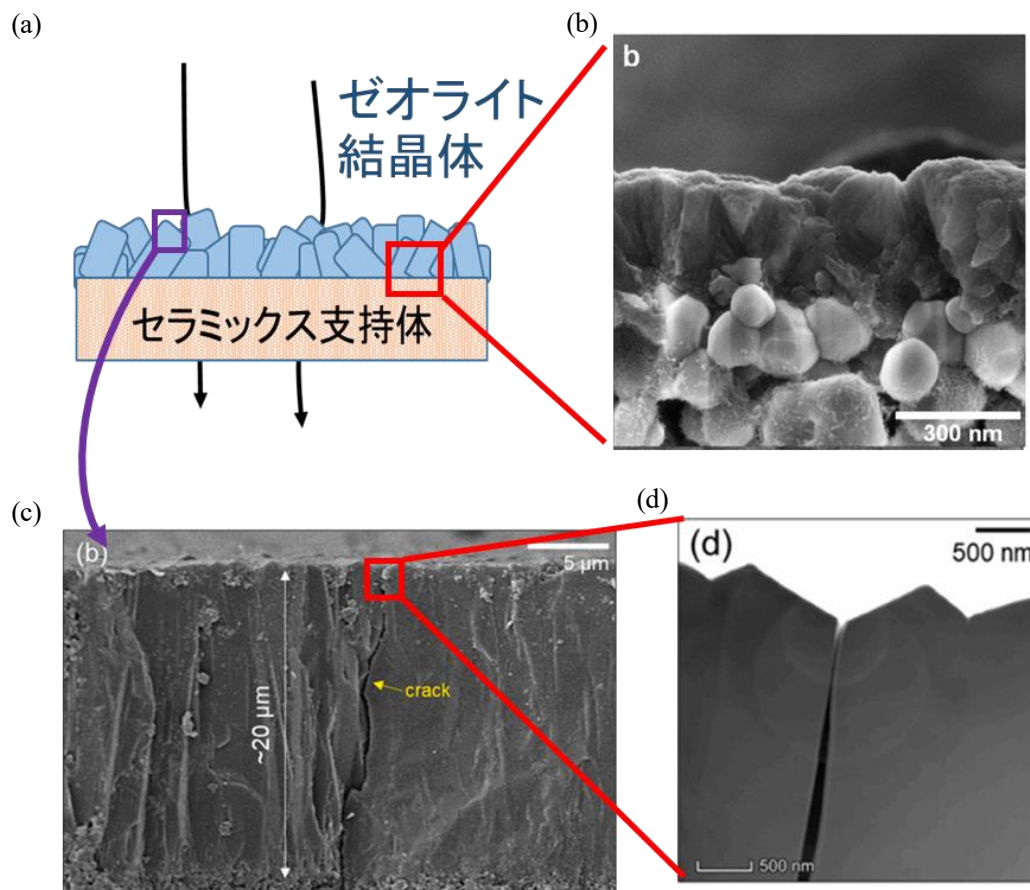 (a)
(b)
b
ゼオライト
結晶体
セラミックス支持体
300 nm
(c)
(d)
(b)
5 μm
crack
~20 μm
(d)
500 nm
500 nm